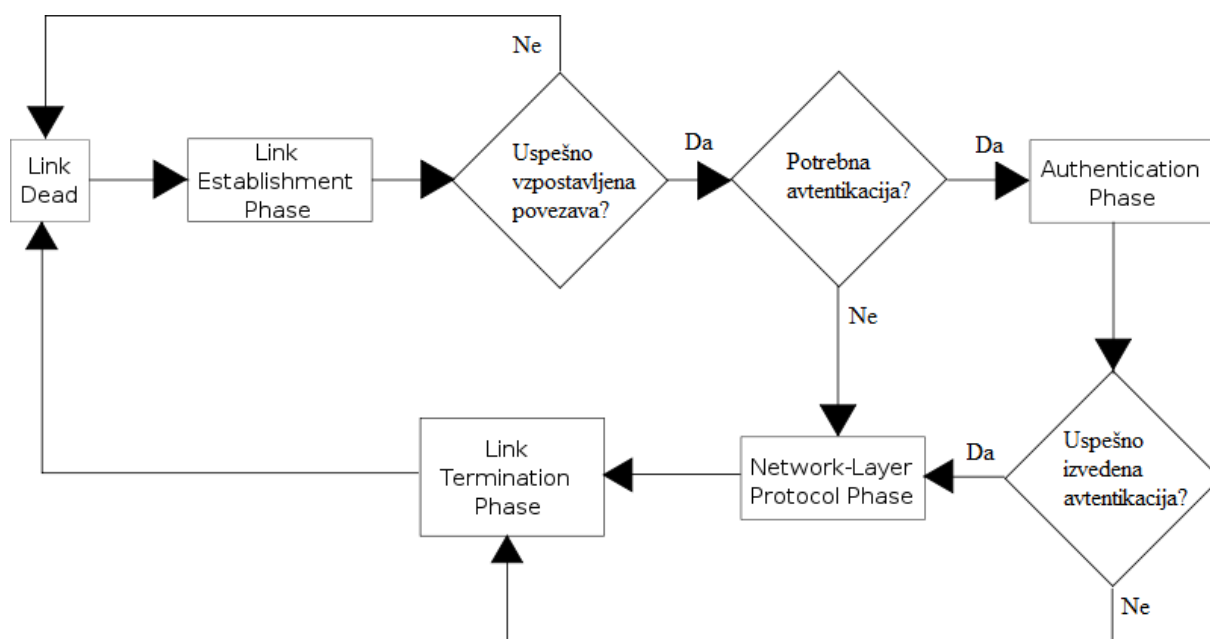 Ne
Link
Dead
Link
Establishment
Phase
Uspešno
vzpostavljena
povezava?
Da
Potrebna
avtentikacija?
Da
Authentication
Phase
Ne
Link
Termination
Phase
Network-Layer
Protocol Phase
Da
Uspešno
izveđena
avtentikacija?
Ne